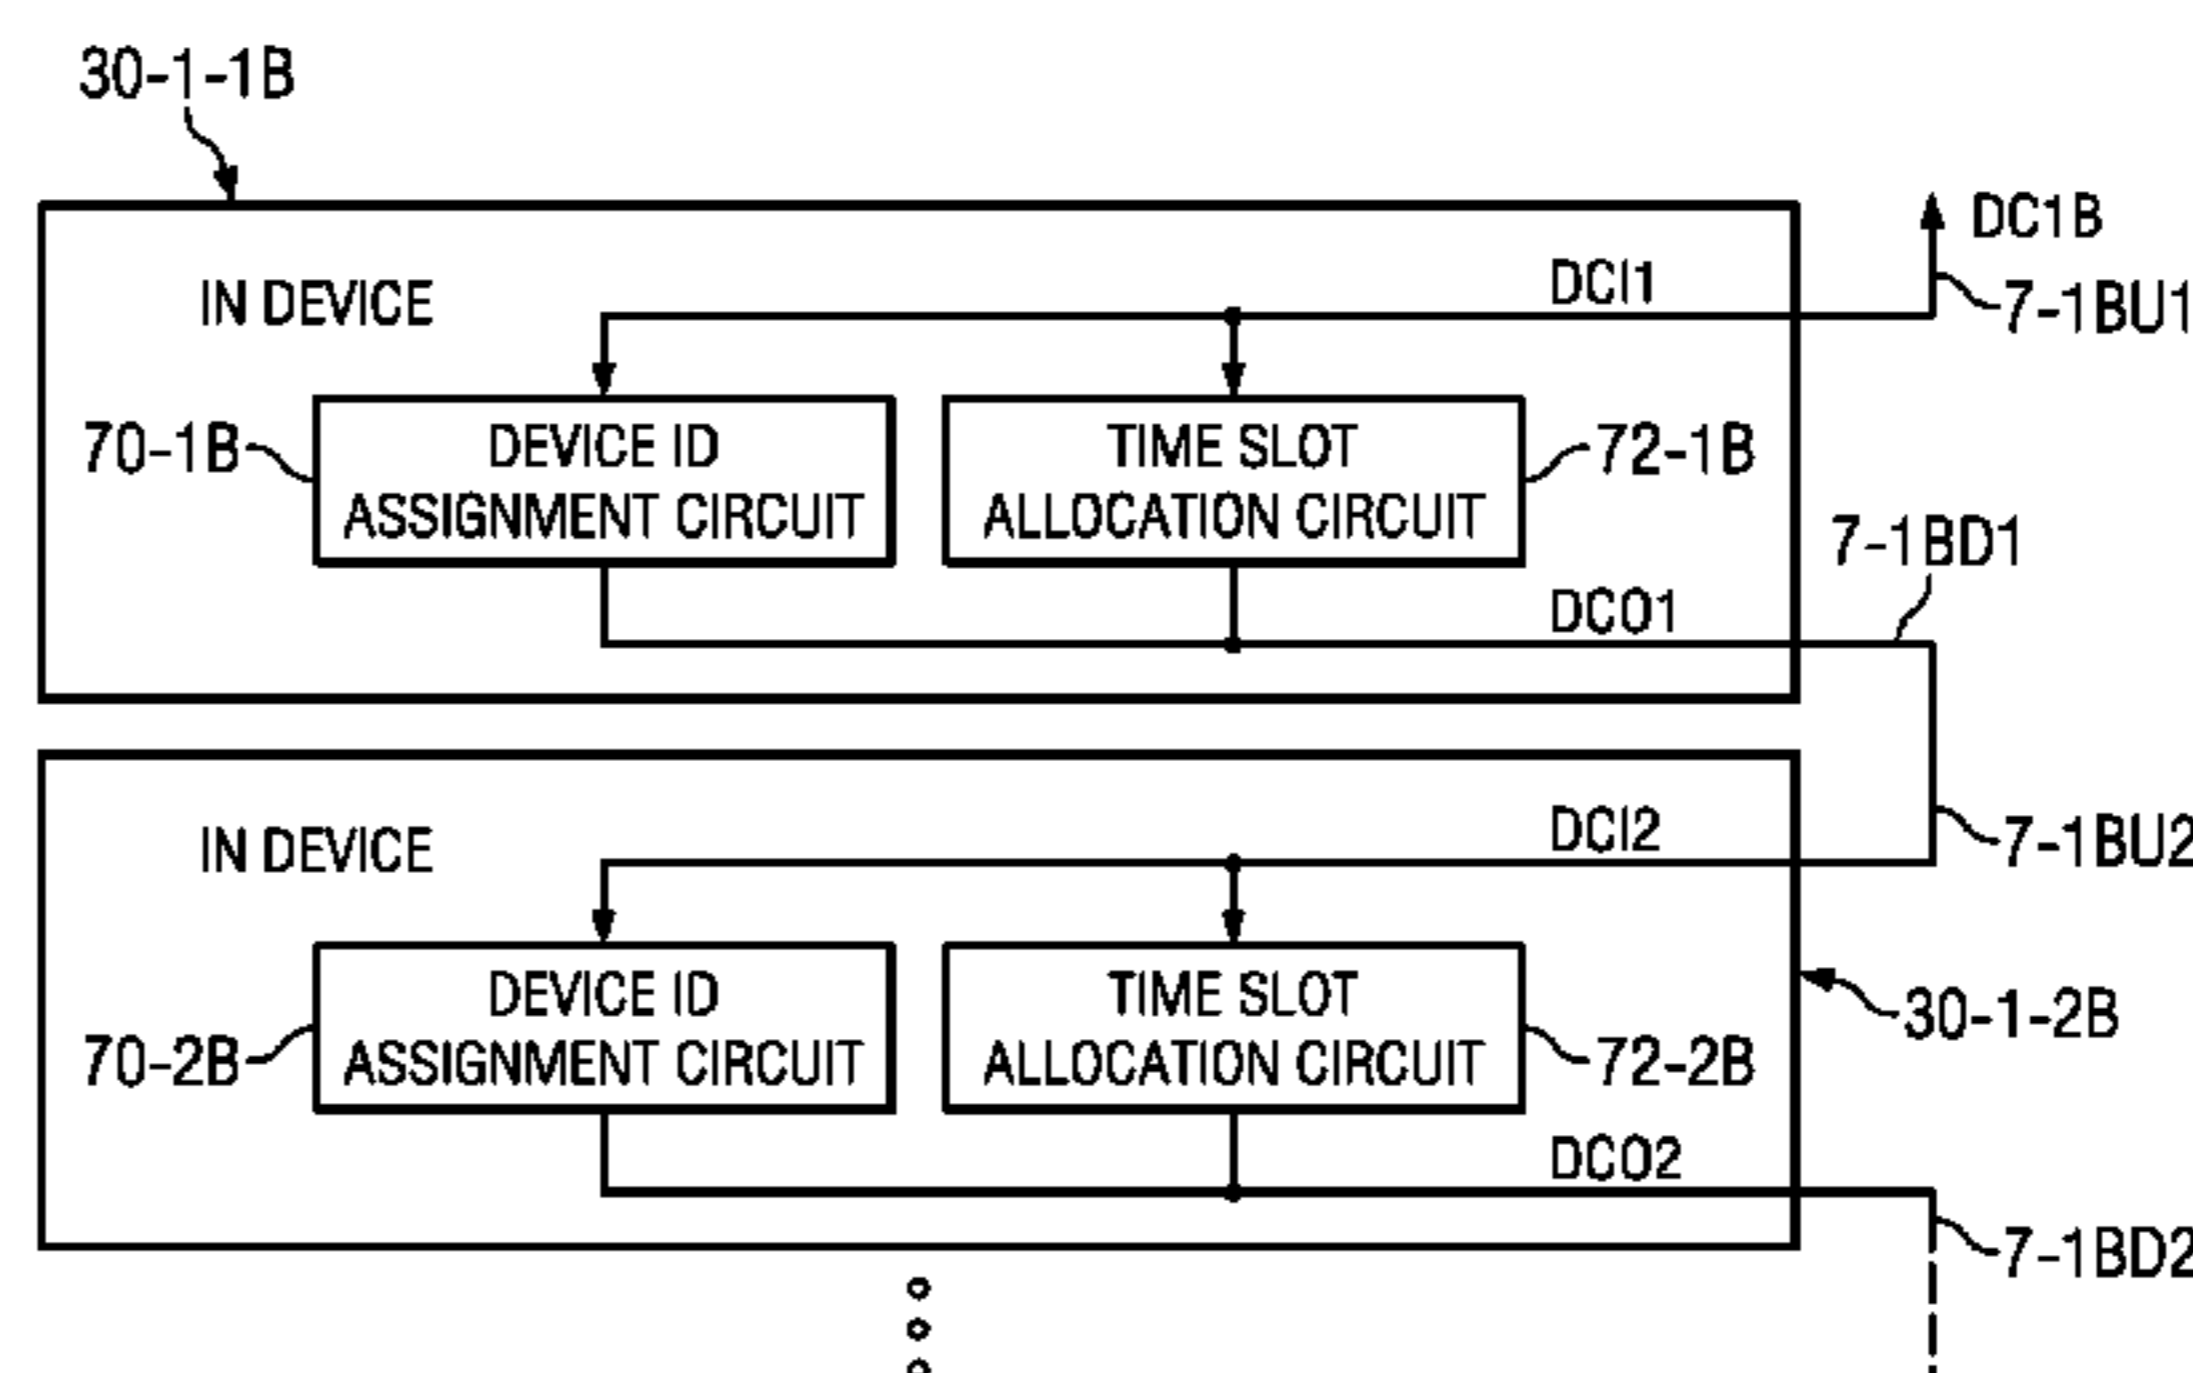 30-1-1B
DC1B
IN DEVICE
DCI1
7-1BU1
70-1B
DEVICE ID
ASSIGNMENT CIRCUIT
TIME SLOT
ALLOCATION CIRCUIT
72-1B
7-1BD1
DCO1
IN DEVICE
DCI2
7-1BU2
70-2B
DEVICE ID
ASSIGNMENT CIRCUIT
TIME SLOT
ALLOCATION CIRCUIT
72-2B
30-1-2B
DCO2
7-1BD2